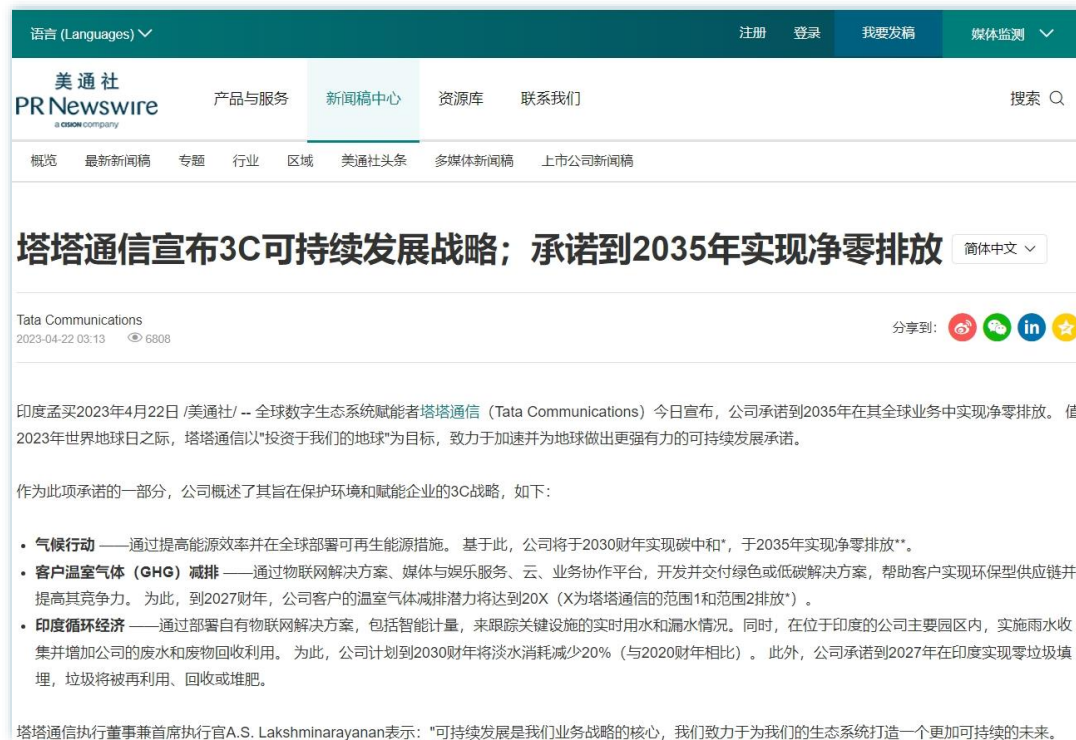 语言 (Languages)
注册 登录 我要发稿 媒体监测
美通社
PR Newswire
a CISION company
产品与服务 新闻稿中心 资源库 联系我们 搜索
概览 最新新闻稿 专题 行业 区域 美通社头条 多媒体新闻稿 上市公司新闻稿
塔塔通信宣布3C可持续发展战略；承诺到2035年实现净零排放 简体中文
Tata Communications
2023-04-22 03:13 6808
分享到：
in
印度孟买2023年4月22日 /美通社/ -- 全球数字生态系统赋能者塔塔通信（Tata Communications）今日宣布，公司承诺到2035年在其全球业务中实现净零排放。 值
2023年世界地球日之际，塔塔通信以"投资于我们的地球"为目标，致力于加速并为地球做出更强有力的可持续发展承诺。
作为此项承诺的一部分，公司概述了其旨在保护环境和赋能企业的3C战略，如下：
• 气候行动 ——通过提高能源效率并在全球部署可再生能源措施。 基于此，公司将于2030财年实现碳中和*，于2035年实现净零排放**。
• 客户温室气体（GHG）减排 ——通过物联网解决方案、媒体与娱乐服务、云、业务协作平台，开发并交付绿色或低碳解决方案，帮助客户实现环保型供应链并
提高其竞争力。 为此，到2027财年，公司客户的温室气体减排潜力将达到20X（X为塔塔通信的范围1和范围2排放*）。
• 印度循环经济 ——通过部署自有物联网解决方案，包括智能计量，来跟踪关键设施的实时用水和漏水情况。同时，在位于印度的公司主要园区内，实施雨水收
集并增加公司的废水和废物回收利用。 为此，公司计划到2030财年将淡水消耗减少20%（与2020财年相比）。 此外，公司承诺到2027年在印度实现零垃圾填
埋，垃圾将被再利用、回收或堆肥。
塔塔通信执行董事兼首席执行官A.S. Lakshminarayanan表示："可持续发展是我们业务战略的核心，我们致力于为我们的生态系统打造一个更加可持续的未来。